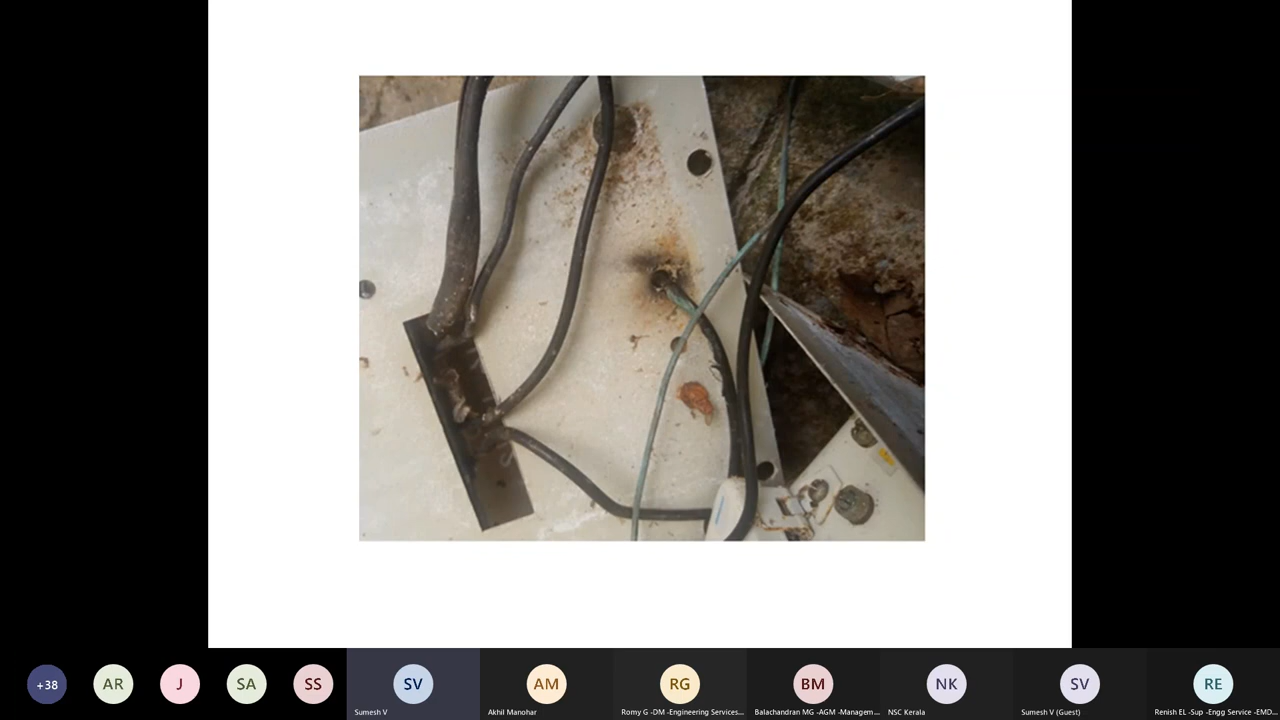 +38
AR
J
SA
SS
SV
AM
RG
BM
NK
SV
RE
Sumesh V
Akhil Manohar
Romy G -DM -Engineering Services...
Balachandran MG -AGM -Managem...
NSC Kerala
Sumesh V (Guest)
Renish EL -Sup -Engg Service -EMD...